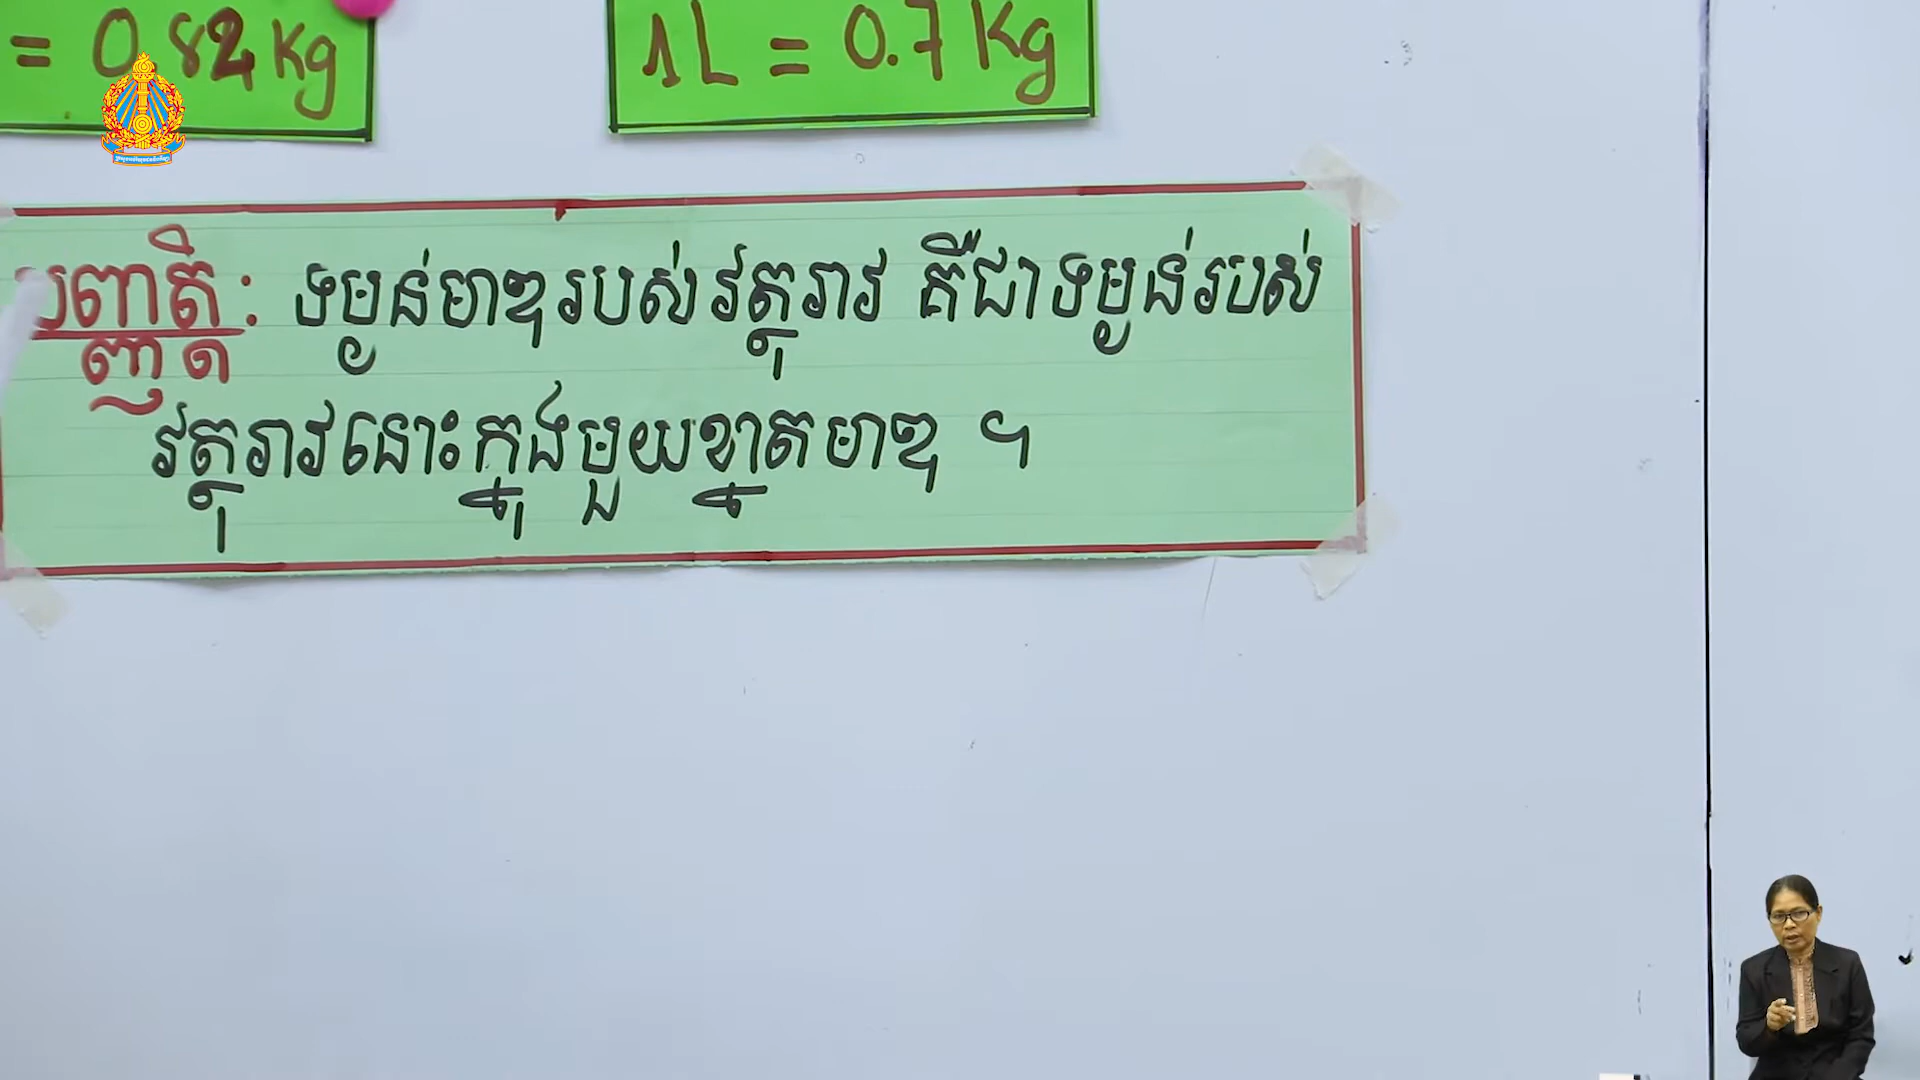 = 0.82 Kg
1L = 0.7 Kg
បញ្ញត្តិ : ទម្ងន់មាឌរបស់វត្ថុរាវ គឺជាទម្ងន់របស់
វត្ថុរាវនោះក្នុងមួយខ្នាតមាឌ ។